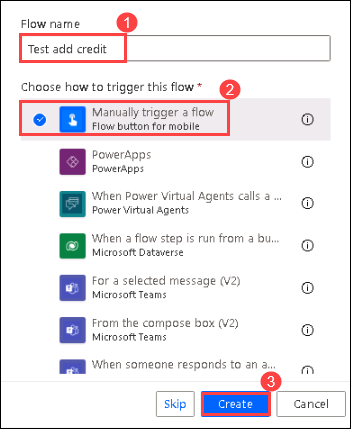 Flow name
1
Test add credit
Choose how to trigger this flow *
2
Manually trigger a flow
Flow button for mobile
PowerApps
PowerApps
When Power Virtual Agents calls a ...
Power Virtual Agents
When a flow step is run from a bu...
Microsoft Dataverse
For a selected message (V2)
Microsoft Teams
From the compose box (V2)
Microsoft Teams
When someone responds to an a...
3
Skip
Create
Cancel